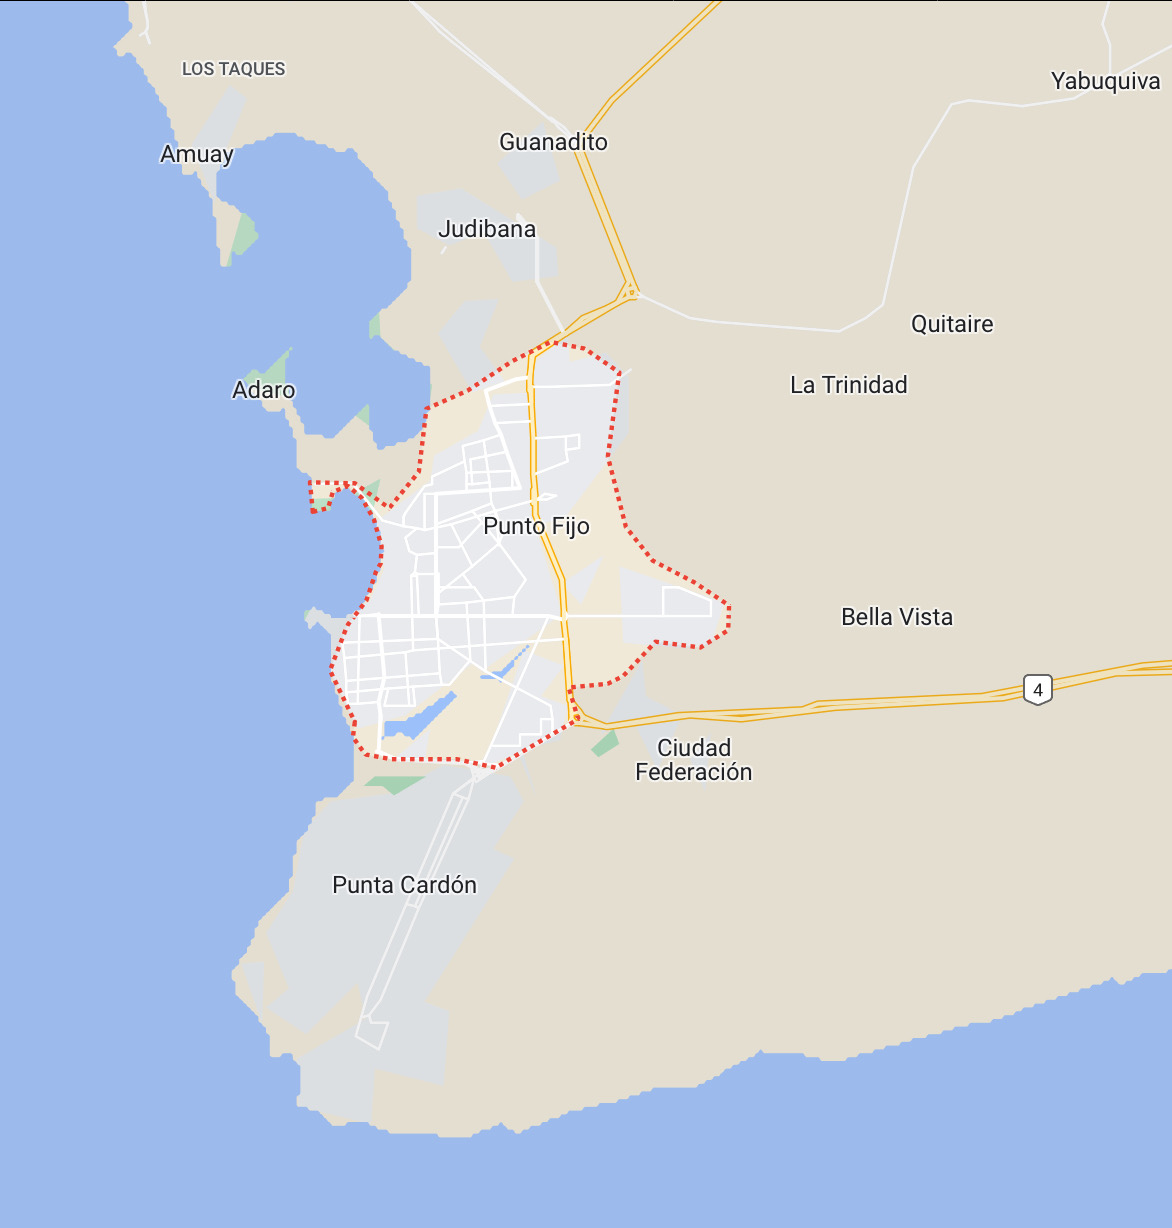 LOS TAQUES
Yabuquiva
Guanadito
Amuay
Judibana
Quitaire
La Trinidad
Adaro
Punto Fijo
Bella Vista
4
Ciudad
Federación
Punta Cardón